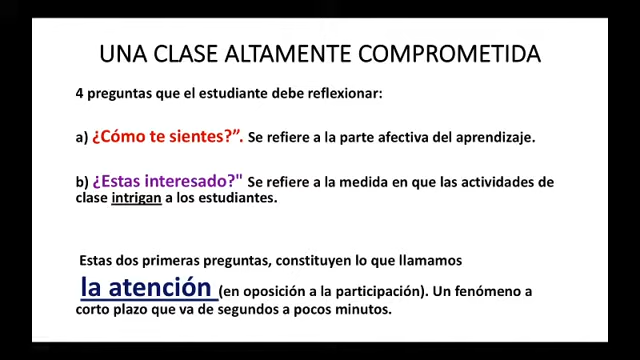 UNA CLASE ALTAMENTE COMPROMETIDA
4 preguntas que el estudiante debe reflexionar:
a) ¿Cómo te sientes?”. Se refiere a la parte afectiva del aprendizaje.
b) ¿Estas interesado?" Se refiere a la medida en que las actividades de
clase intrigan a los estudiantes.
Estas dos primeras preguntas, constituyen lo que llamamos
la atención (en oposición a la participación). Un fenómeno a
corto plazo que va de segundos a pocos minutos.